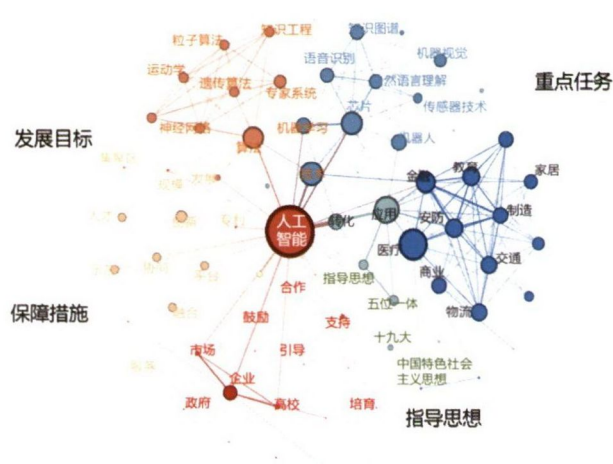 粒子算法
知识工程
知识图谱
语音识别
机器视觉
运动学
遗传算法
专家系统
自然语言理解
重点任务
芯片
传感器技术
发展目标
神经网络
算法
机器学习
机器人
技术
金融
教育
家居
人工
智能
转化
应用
安防
制造
医疗
交通
指导思想
商业
合作
五位一体
物流
保障措施
鼓励
支持
十九大
市场
引导
中国特色社会
主义思想
企业
政府
高校
培育
指导思想